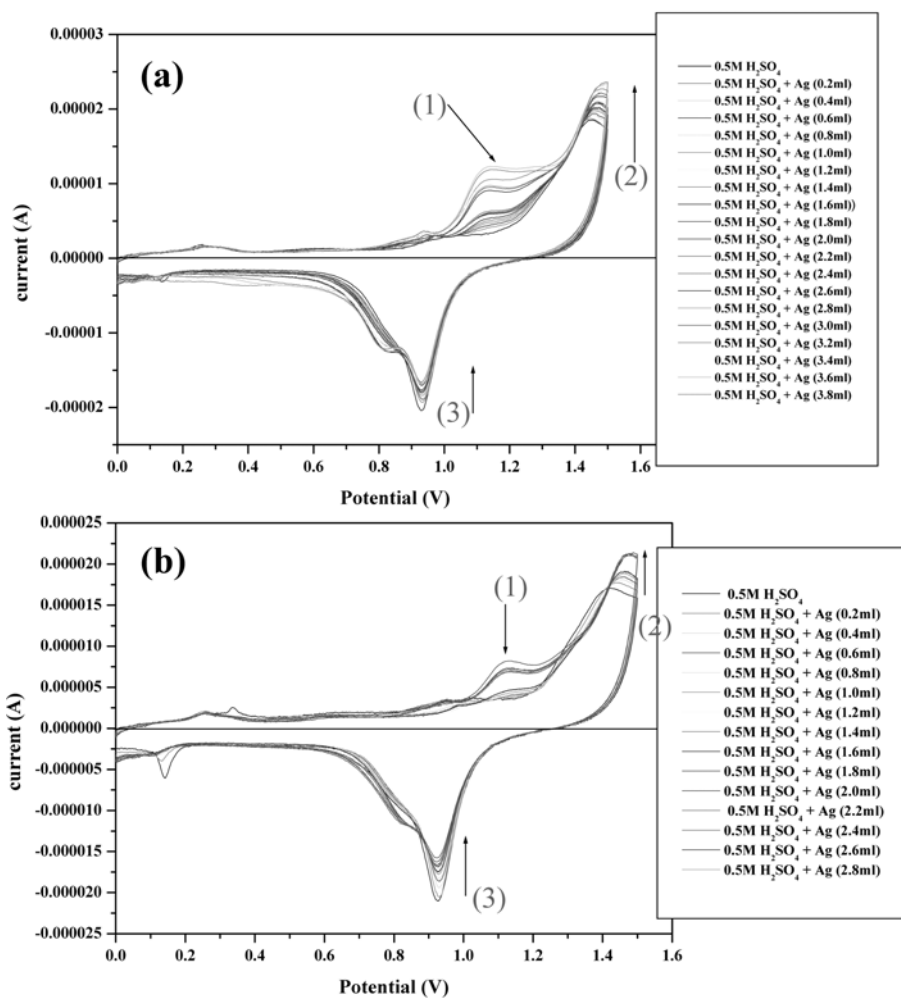 (a)
(1)
(2)
(3)
0.00003
0.00002
0.00001
0.00000
-0.00001
-0.00002
current (A)
0.0 0.2 0.4 0.6 0.8 1.0 1.2 1.4 1.6
Potential (V)
0.5M H₂SO₄
0.5M H₂SO₄ + Ag (0.2ml)
0.5M H₂SO₄ + Ag (0.4ml)
0.5M H₂SO₄ + Ag (0.6ml)
0.5M H₂SO₄ + Ag (0.8ml)
0.5M H₂SO₄ + Ag (1.0ml)
0.5M H₂SO₄ + Ag (1.2ml)
0.5M H₂SO₄ + Ag (1.4ml)
0.5M H₂SO₄ + Ag (1.6ml))
0.5M H₂SO₄ + Ag (1.8ml)
0.5M H₂SO₄ + Ag (2.0ml)
0.5M H₂SO₄ + Ag (2.2ml)
0.5M H₂SO₄ + Ag (2.4ml)
0.5M H₂SO₄ + Ag (2.6ml)
0.5M H₂SO₄ + Ag (2.8ml)
0.5M H₂SO₄ + Ag (3.0ml)
0.5M H₂SO₄ + Ag (3.2ml)
0.5M H₂SO₄ + Ag (3.4ml)
0.5M H₂SO₄ + Ag (3.6ml)
0.5M H₂SO₄ + Ag (3.8ml)
(b)
(1)
(2)
(3)
0.000025
0.000020
0.000015
0.000010
0.000005
0.000000
-0.000005
-0.000010
-0.000015
-0.000020
-0.000025
current (A)
0.0 0.2 0.4 0.6 0.8 1.0 1.2 1.4 1.6
Potential (V)
0.5M H₂SO₄
0.5M H₂SO₄ + Ag (0.2ml)
0.5M H₂SO₄ + Ag (0.4ml)
0.5M H₂SO₄ + Ag (0.6ml)
0.5M H₂SO₄ + Ag (0.8ml)
0.5M H₂SO₄ + Ag (1.0ml)
0.5M H₂SO₄ + Ag (1.2ml)
0.5M H₂SO₄ + Ag (1.4ml)
0.5M H₂SO₄ + Ag (1.6ml)
0.5M H₂SO₄ + Ag (1.8ml)
0.5M H₂SO₄ + Ag (2.0ml)
0.5M H₂SO₄ + Ag (2.2ml)
0.5M H₂SO₄ + Ag (2.4ml)
0.5M H₂SO₄ + Ag (2.6ml)
0.5M H₂SO₄ + Ag (2.8ml)